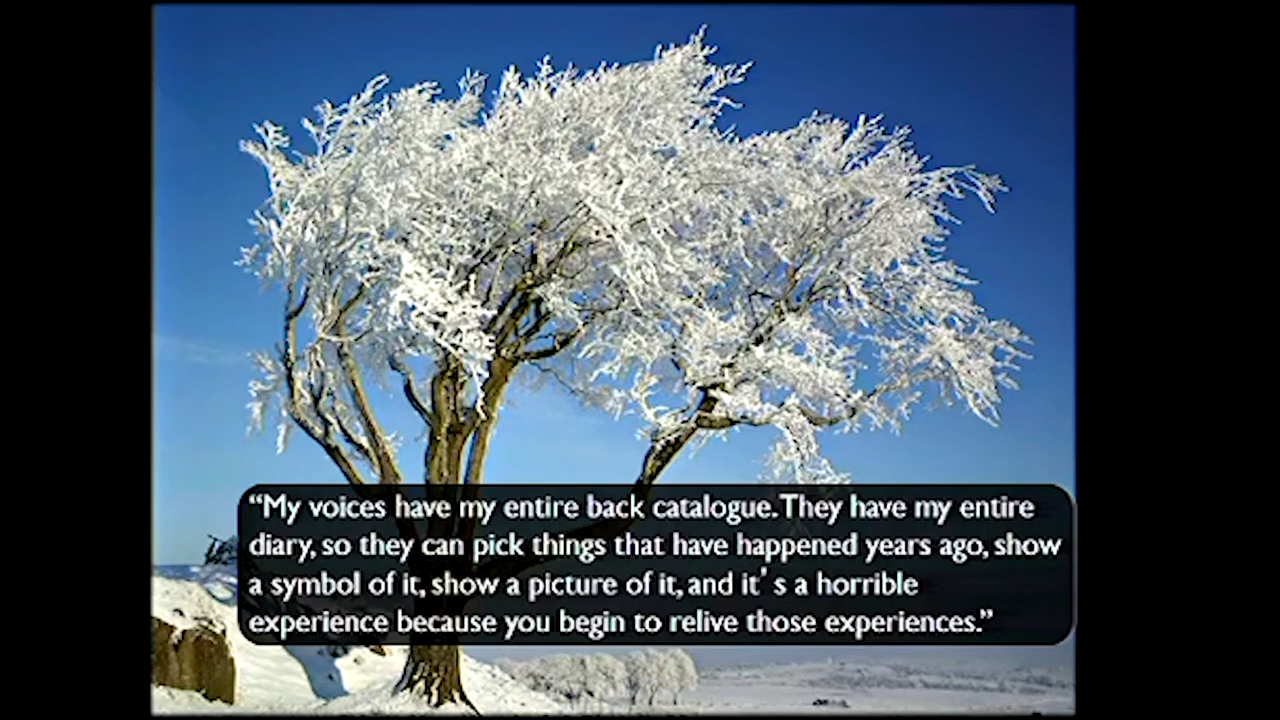 “My voices have my entire back catalogue. They have my entire
diary, so they can pick things that have happened years ago, show
a symbol of it, show a picture of it, and it’ s a horrible
experience because you begin to relive those experiences.”